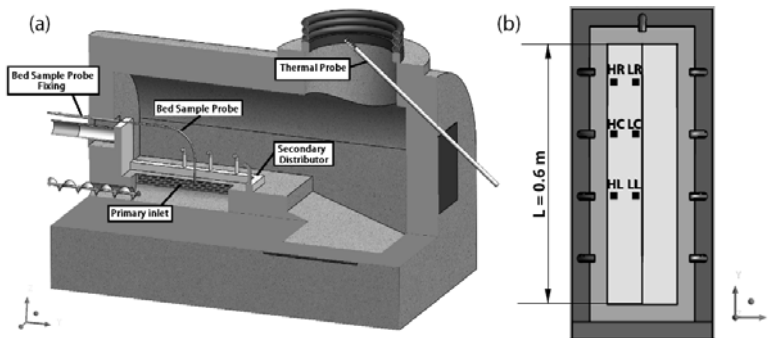 (a)
Bed Sample Probe
Fixing
Bed Sample Probe
Thermal Probe
Secondary
Distributor
Primary inlet
(b)
HR LR
HC LC
HL LL
L = 0.6 m